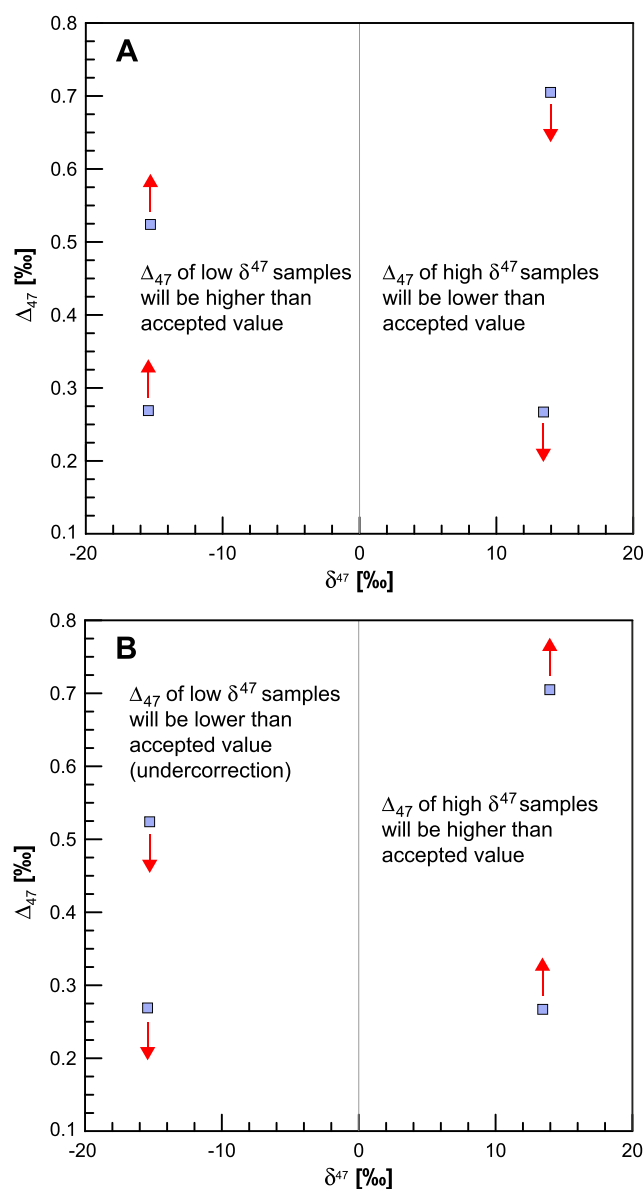 A
0.8
0.7
0.6
0.5
0.4
0.3
0.2
0.1
Δ47 [‰]
Δ47 of low δ47 samples
will be higher than
accepted value
Δ47 of high δ47 samples
will be lower than
accepted value
-20 -10 0 10 20
δ47 [‰]
B
0.8
0.7
0.6
0.5
0.4
0.3
0.2
0.1
Δ47 [‰]
Δ47 of low δ47 samples
will be lower than
accepted value
(undercorrection)
Δ47 of high δ47 samples
will be higher than
accepted value
-20 -10 0 10 20
δ47 [‰]